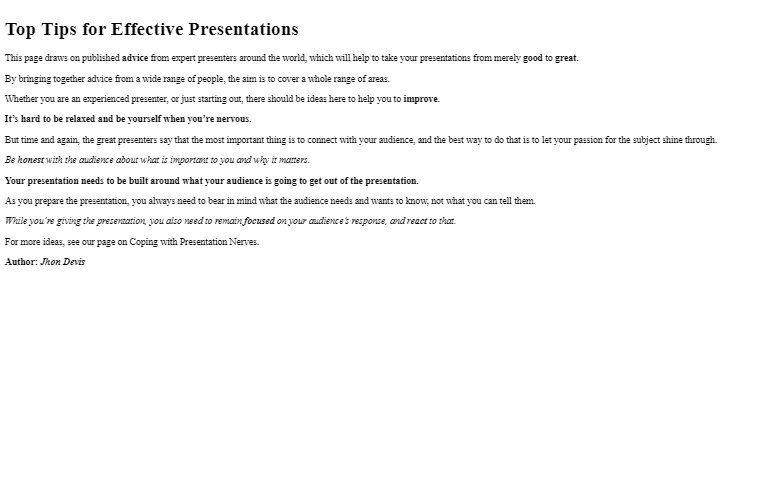 Top Tips for Effective Presentations
This page draws on published advice from expert presenters around the world, which will help to take your presentations from merely good to great.
By bringing together advice from a wide range of people, the aim is to cover a whole range of areas.
Whether you are an experienced presenter, or just starting out, there should be ideas here to help you to improve.
It's hard to be relaxed and be yourself when you're nervous.
But time and again, the great presenters say that the most important thing is to connect with your audience, and the best way to do that is to let your passion for the subject shine through.
Be honest with the audience about what is important to you and why it matters.
Your presentation needs to be built around what your audience is going to get out of the presentation.
As you prepare the presentation, you always need to bear in mind what the audience needs and wants to know, not what you can tell them.
While you're giving the presentation, you also need to remain focused on your audience's response, and react to that.
For more ideas, see our page on Coping with Presentation Nerves.
Author: Jhon Devis